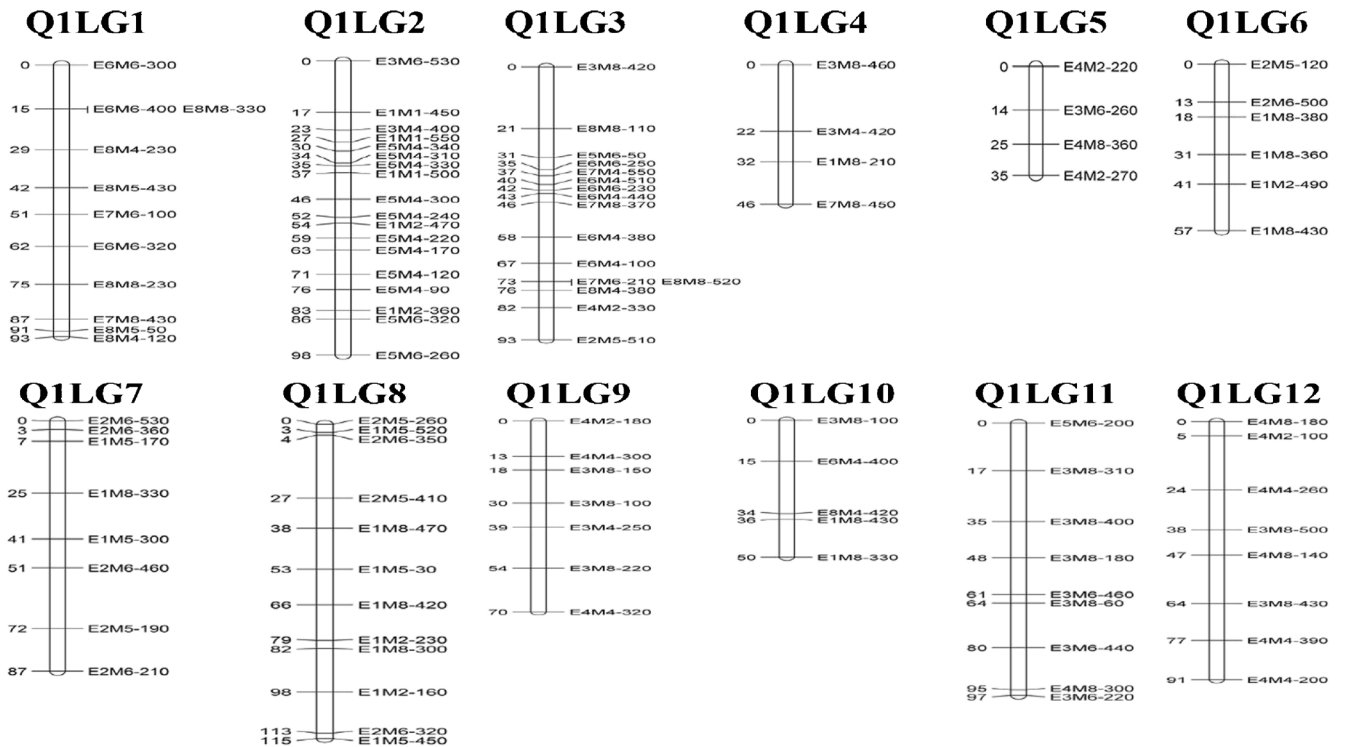 Q1LG1
0 E6M6-300
15 E6M6-400 E8M8-330
29 E8M4-230
42 E8M5-430
51 E7M6-100
62 E6M6-320
75 E8M8-230
87 E7M8-430
91 E8M5-50
93 E8M4-120
Q1LG2
0 E3M6-530
17 E1M1-450
23 E3M4-400
27 E1M1-550
30 E5M4-340
34 E5M4-310
35 E5M4-330
37 E1M1-500
46 E5M4-300
52 E5M4-240
54 E1M2-470
59 E5M4-220
63 E5M4-170
71 E5M4-120
76 E5M4-90
83 E1M2-360
86 E5M6-320
98 E5M6-260
Q1LG3
0 E3M8-420
21 E8M8-110
31 E5M6-50
35 E6M6-250
37 E7M4-550
40 E6M4-510
42 E6M6-230
43 E6M4-440
46 E7M8-370
58 E6M4-380
67 E6M4-100
73 E7M6-210 E8M8-520
76 E8M4-380
82 E4M2-330
93 E2M5-510
Q1LG4
0 E3M8-460
22 E3M4-420
32 E1M8-210
46 E7M8-450
Q1LG5
0 E4M2-220
14 E3M6-260
25 E4M8-360
35 E4M2-270
Q1LG6
0 E2M5-120
13 E2M6-500
18 E1M8-380
31 E1M8-360
41 E1M2-490
57 E1M8-430
Q1LG7
0 E2M6-530
3 E2M6-360
7 E1M5-170
25 E1M8-330
41 E1M5-300
51 E2M6-460
72 E2M5-190
87 E2M6-210
Q1LG8
0 E2M5-260
3 E1M5-520
4 E2M6-350
27 E2M5-410
38 E1M8-470
53 E1M5-30
66 E1M8-420
79 E1M2-230
82 E1M8-300
98 E1M2-160
113 E2M6-320
115 E1M5-450
Q1LG9
0 E4M2-180
13 E4M4-300
18 E3M8-150
30 E3M8-100
39 E3M4-250
54 E3M8-220
70 E4M4-320
Q1LG10
0 E3M8-100
15 E6M4-400
34 E8M4-420
36 E1M8-430
50 E1M8-330
Q1LG11
0 E5M6-200
17 E3M8-310
35 E3M8-400
48 E3M8-180
61 E3M6-460
64 E3M8-60
80 E3M6-440
95 E4M8-300
97 E3M6-220
Q1LG12
0 E4M8-180
5 E4M2-100
24 E4M4-260
38 E3M8-500
47 E4M8-140
64 E3M8-430
77 E4M4-390
91 E4M4-200